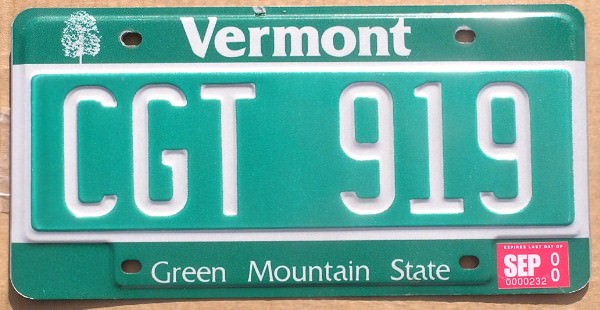 Vermont
CGT 919
Green Mountain State
EXPIRES LAST DAY OF
SEP 00
0000232